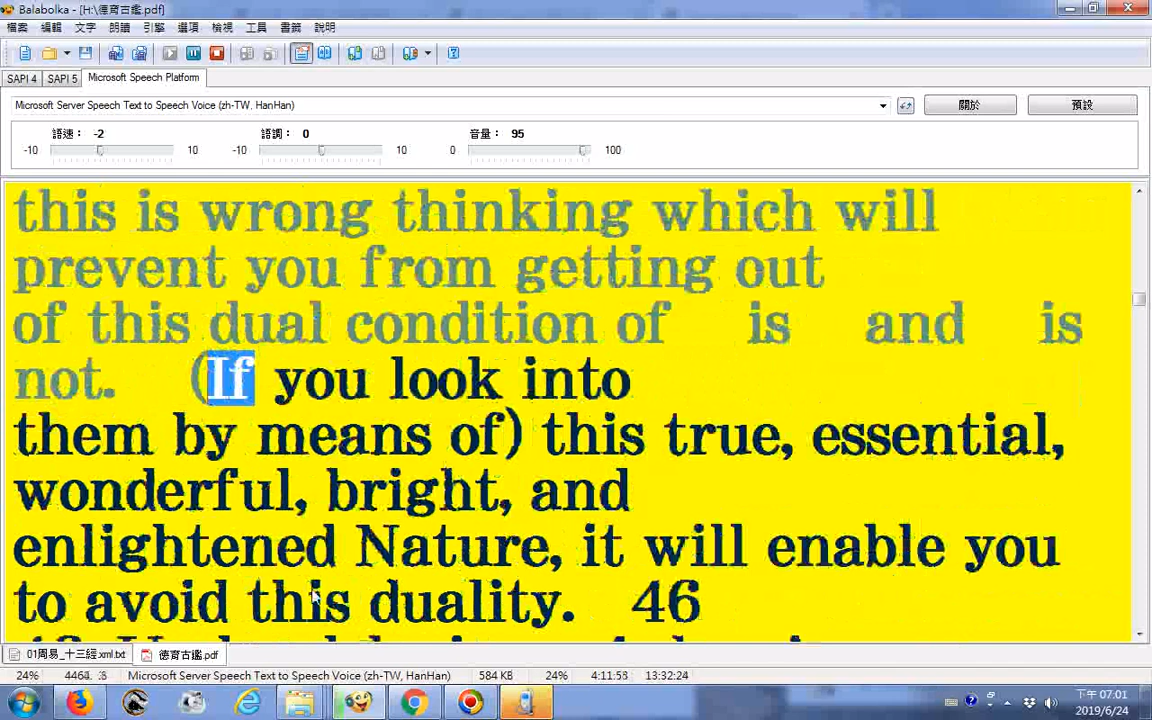 Balabolka - [H:\德育古鑑.pdf]
檔案 編輯 文字 朗讀 引擎 選項 檢視 工具 書籤 說明
SAPI 4 SAPI 5 Microsoft Speech Platform
Microsoft Server Speech Text to Speech Voice (zh-TW, HanHan) 關於 預設
語速： -2 語調： 0 音量： 95
-10 10 -10 10 0 100
this is wrong thinking which will
prevent you from getting out
of this dual condition of is and is
not. (If you look into
them by means of) this true, essential,
wonderful, bright, and
enlightened Nature, it will enable you
to avoid this duality. 46
01周易_十三經.xml.txt 德育古鑑.pdf
24% Microsoft Server Speech Text to Speech Voice (zh-TW, HanHan) 584 KB 24% 4:11:53 13:32:24
下午 07:01
2019/6/24